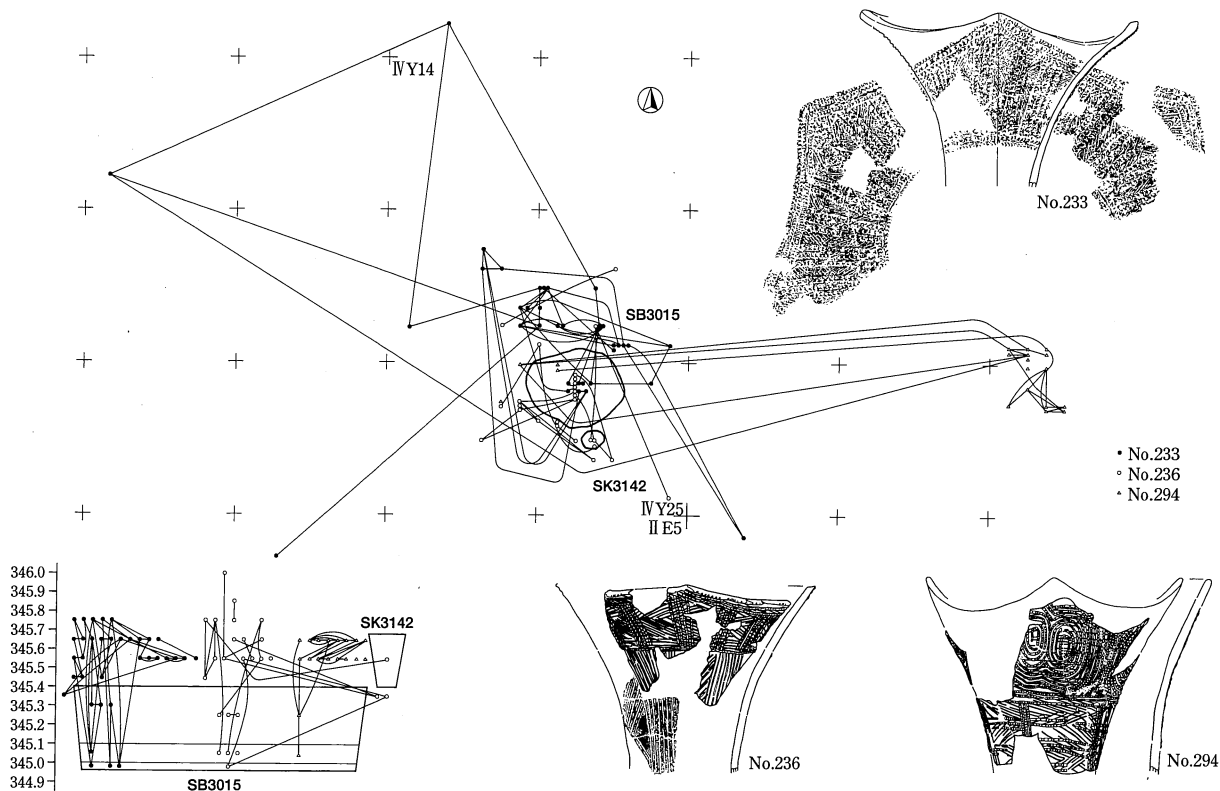 ⅣY14
No.233
SB3015
● No.233
○ No.236
△ No.294
SK3142
ⅣY25
ⅡE5
346.0
345.9
345.8
345.7
345.6
345.5
345.4
345.3
345.2
345.1
345.0
344.9
SK3142
SB3015
No.236
No.294